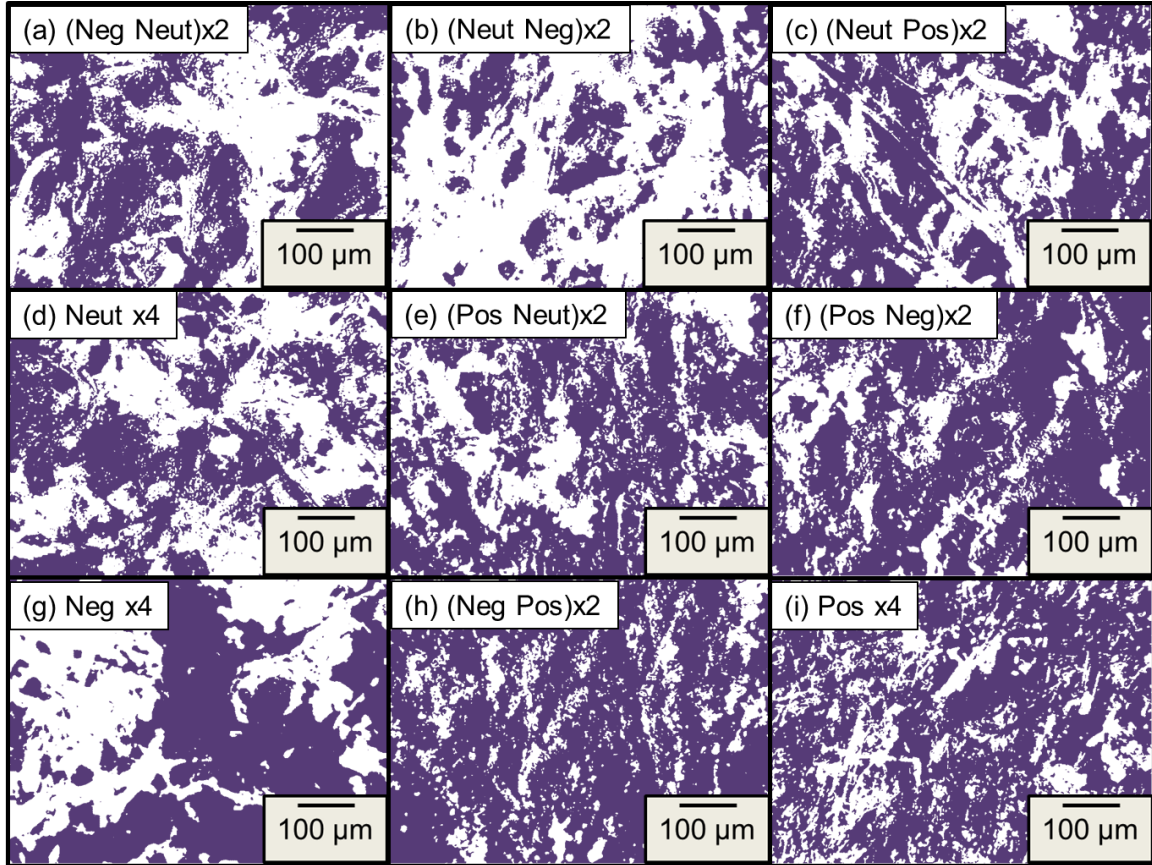 (a) (Neg Neut)x2
(b) (Neut Neg)x2
(c) (Neut Pos)x2
100 µm
100 µm
100 µm
(d) Neut x4
(e) (Pos Neut)x2
(f) (Pos Neg)x2
100 µm
100 µm
100 µm
(g) Neg x4
(h) (Neg Pos)x2
(i) Pos x4
100 µm
100 µm
100 µm